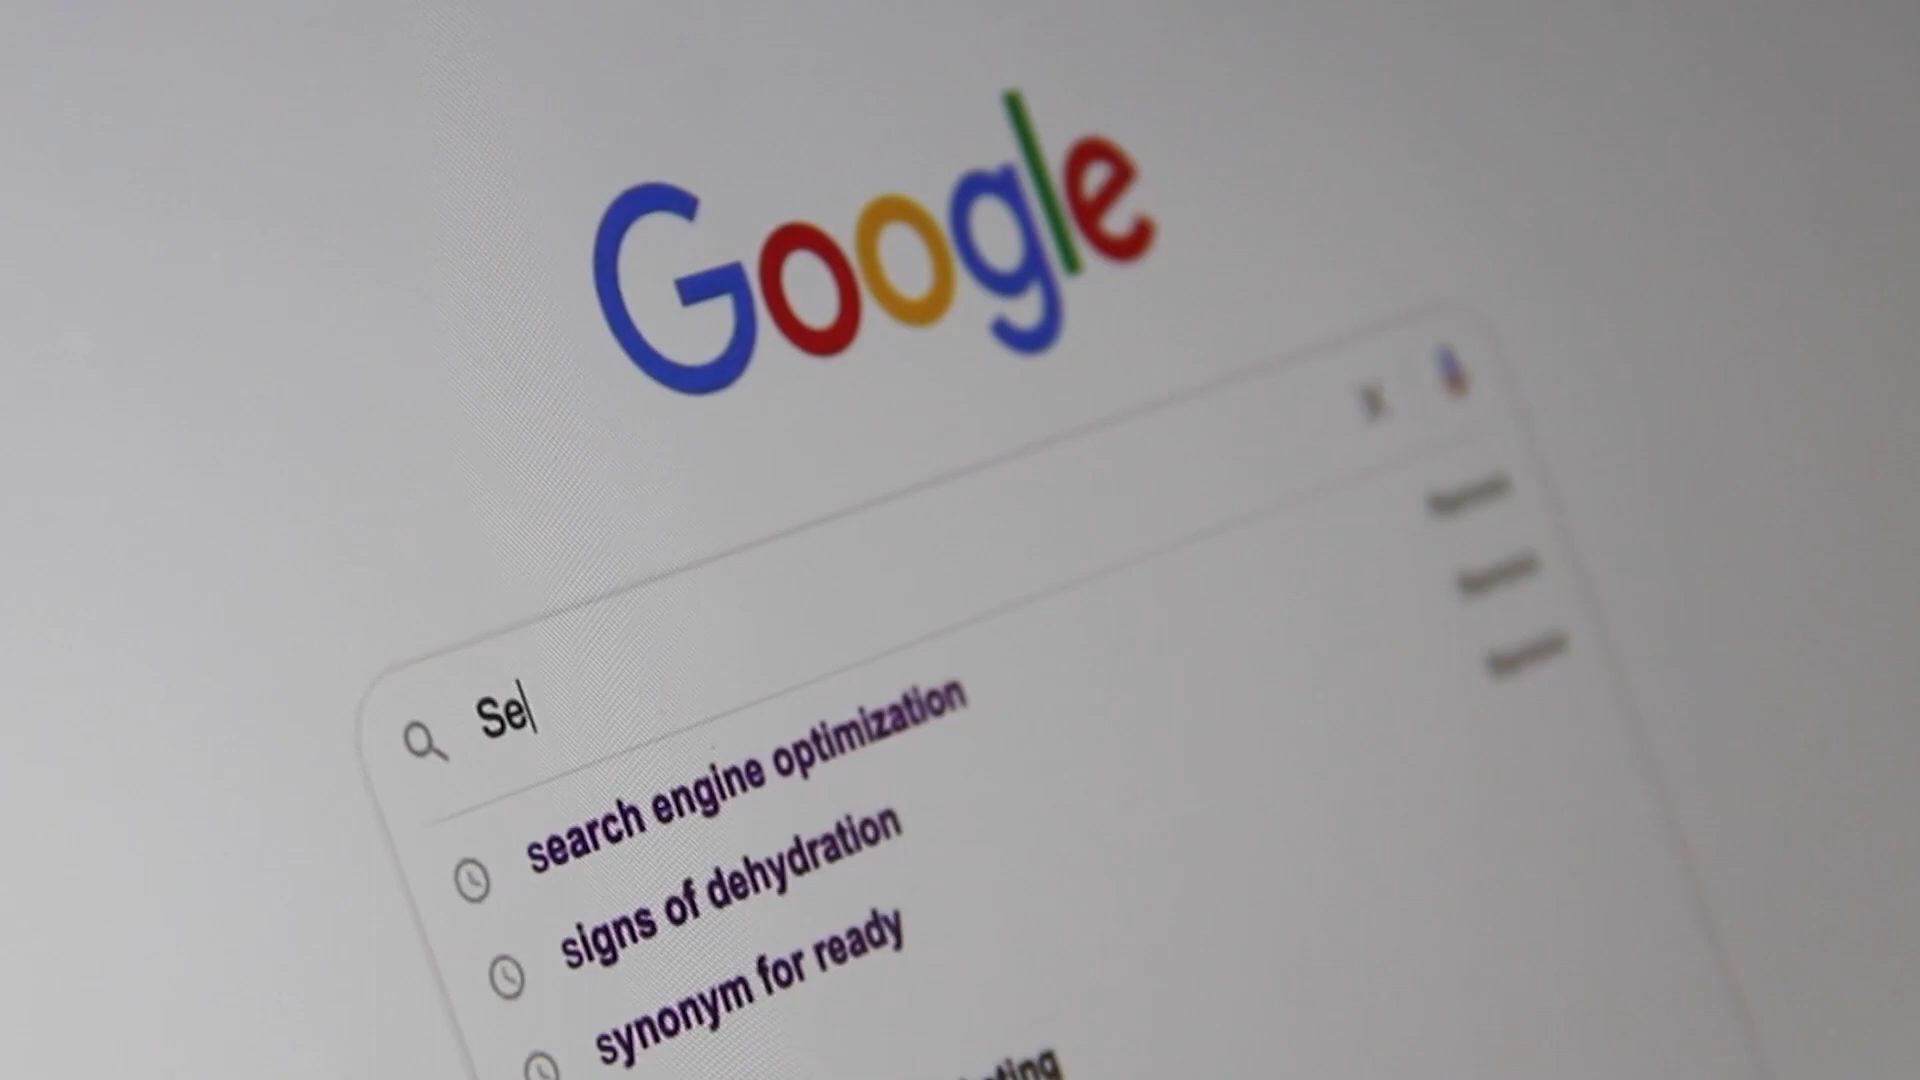 Google
Se
search engine optimization
signs of dehydration
synonym for ready